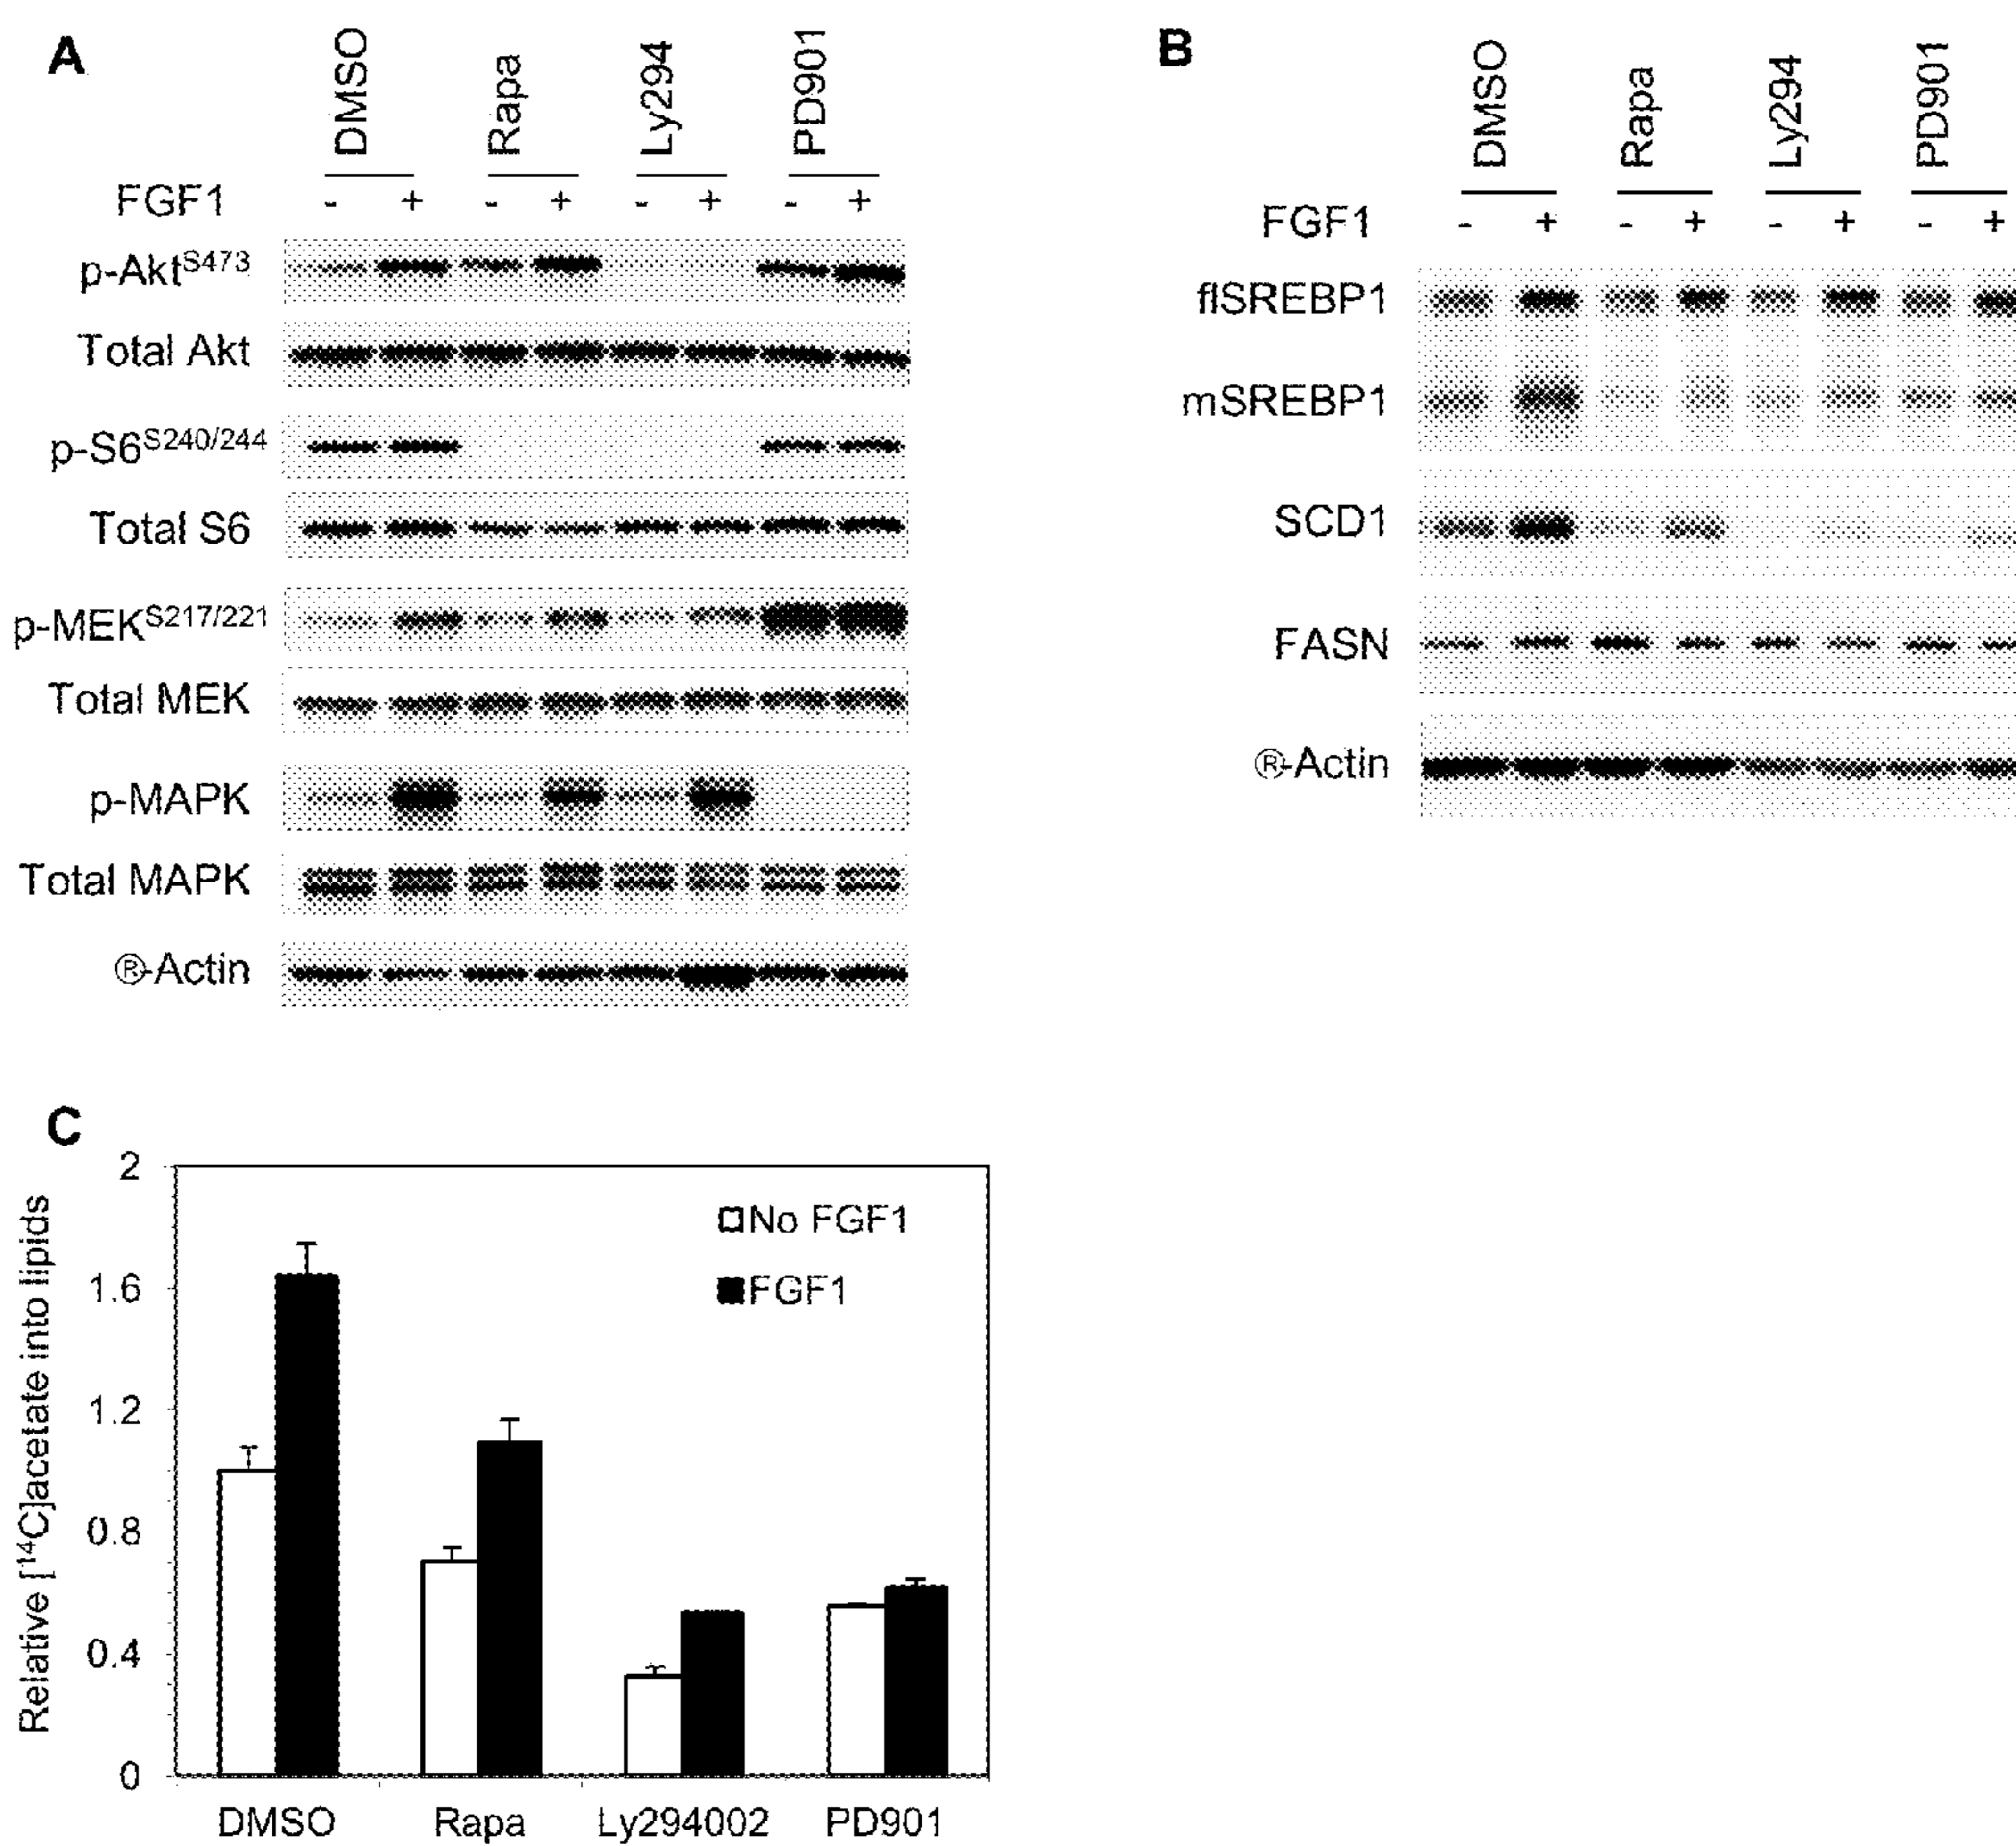 A
DMSO Rapa Ly294 PD901
FGF1 - + - + - + - +
p-Akt^S473
Total Akt
p-S6^S240/244
Total S6
p-MEK^S217/221
Total MEK
p-MAPK
Total MAPK
®-Actin
B
DMSO Rapa Ly294 PD901
FGF1 - + - + - + - +
flSREBP1
mSREBP1
SCD1
FASN
®-Actin
C
Relative [¹⁴C]acetate into lipids
2
1.6
1.2
0.8
0.4
0
No FGF1
FGF1
DMSO Rapa Ly294002 PD901